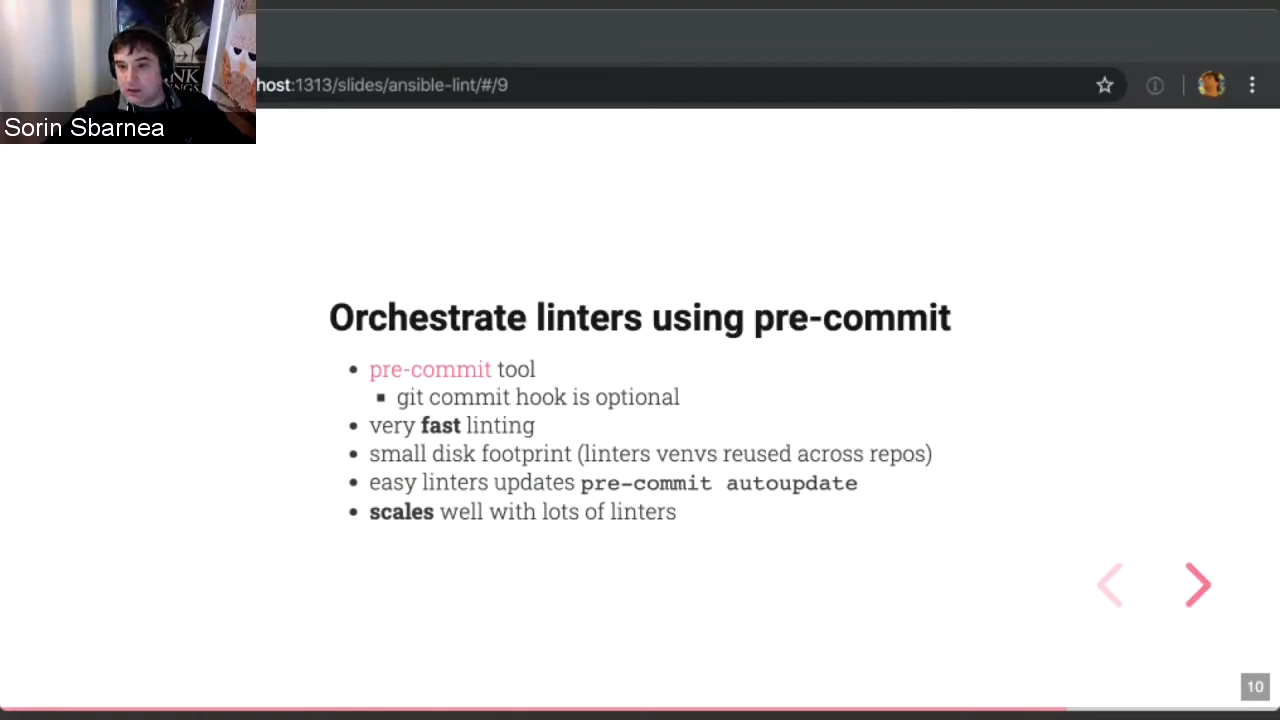 host:1313/slides/ansible-lint/#/9
Sorin Sbarnea
Orchestrate linters using pre-commit
pre-commit tool
git commit hook is optional
very fast linting
small disk footprint (linters venvs reused across repos)
easy linters updates pre-commit autoupdate
scales well with lots of linters
10